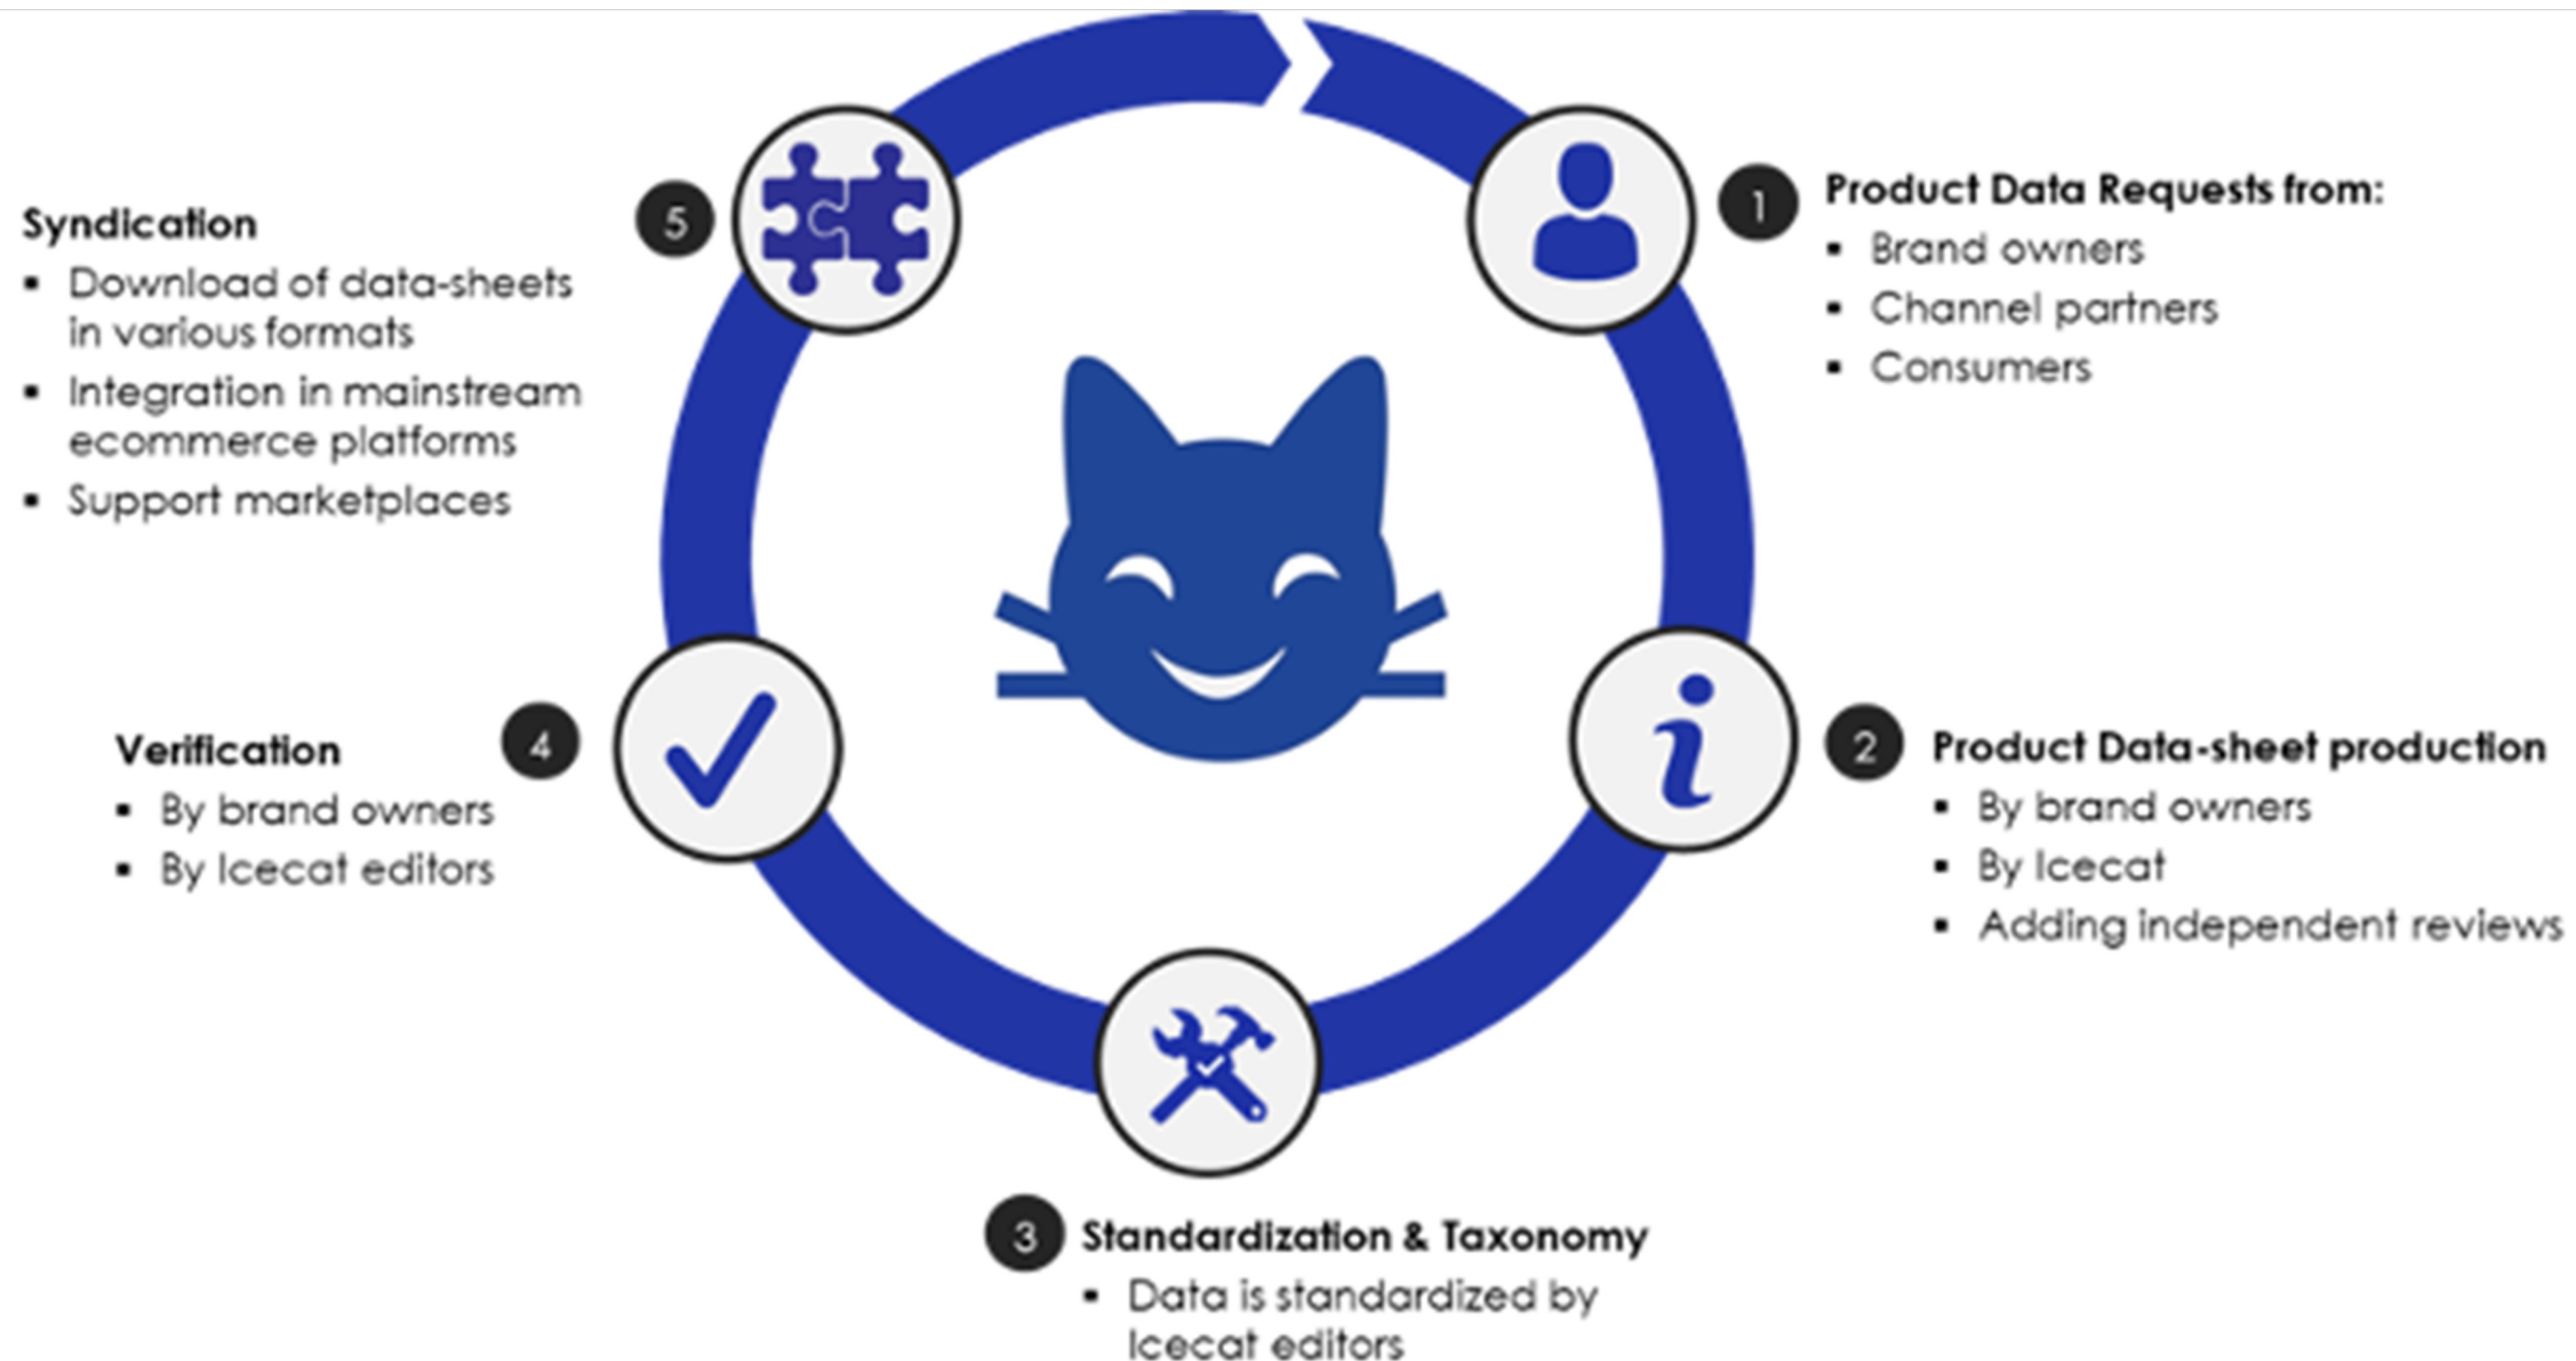 1
Product Data Requests from:
▪ Brand owners
▪ Channel partners
▪ Consumers
2
Product Data-sheet production
▪ By brand owners
▪ By Icecat
▪ Adding independent reviews
3
Standardization & Taxonomy
▪ Data is standardized by
Icecat editors
4
Verification
▪ By brand owners
▪ By Icecat editors
5
Syndication
▪ Download of data-sheets
in various formats
▪ Integration in mainstream
ecommerce platforms
▪ Support marketplaces